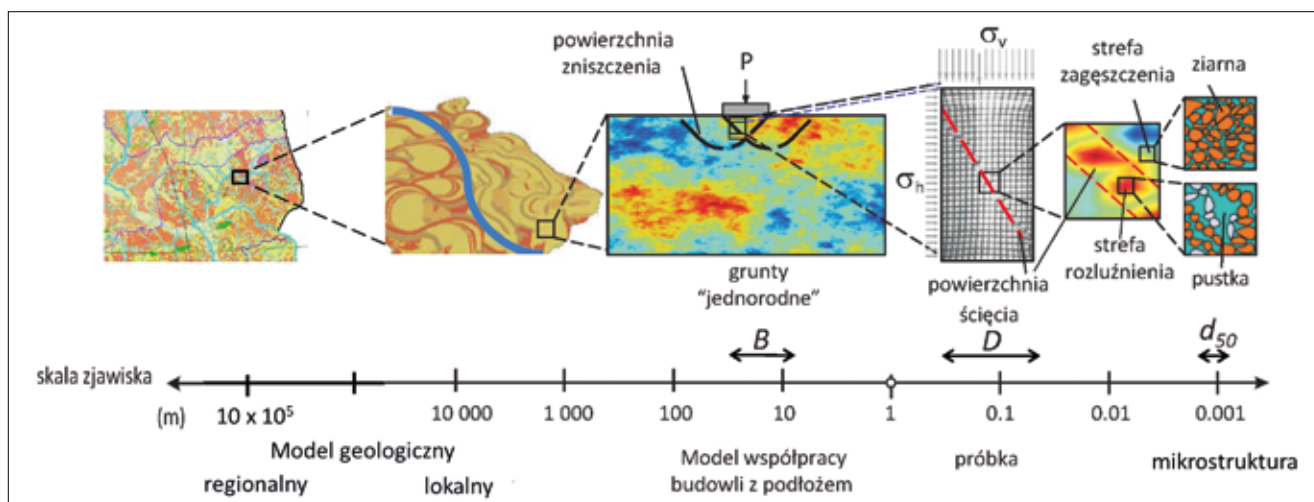 powierzchnia
zniszczenia
P
σv
strefa
zagęszczenia
ziarna
σh
grunty
"jednorodne"
powierzchnia
ścięcia
strefa
rozluźnienia
pustka
B
D
d50
skala zjawiska
(m)
10 x 10⁵
10 000
1 000
100
10
1
0.1
0.01
0.001
Model geologiczny
regionalny
lokalny
Model współpracy
budowli z podłożem
próbka
mikrostruktura